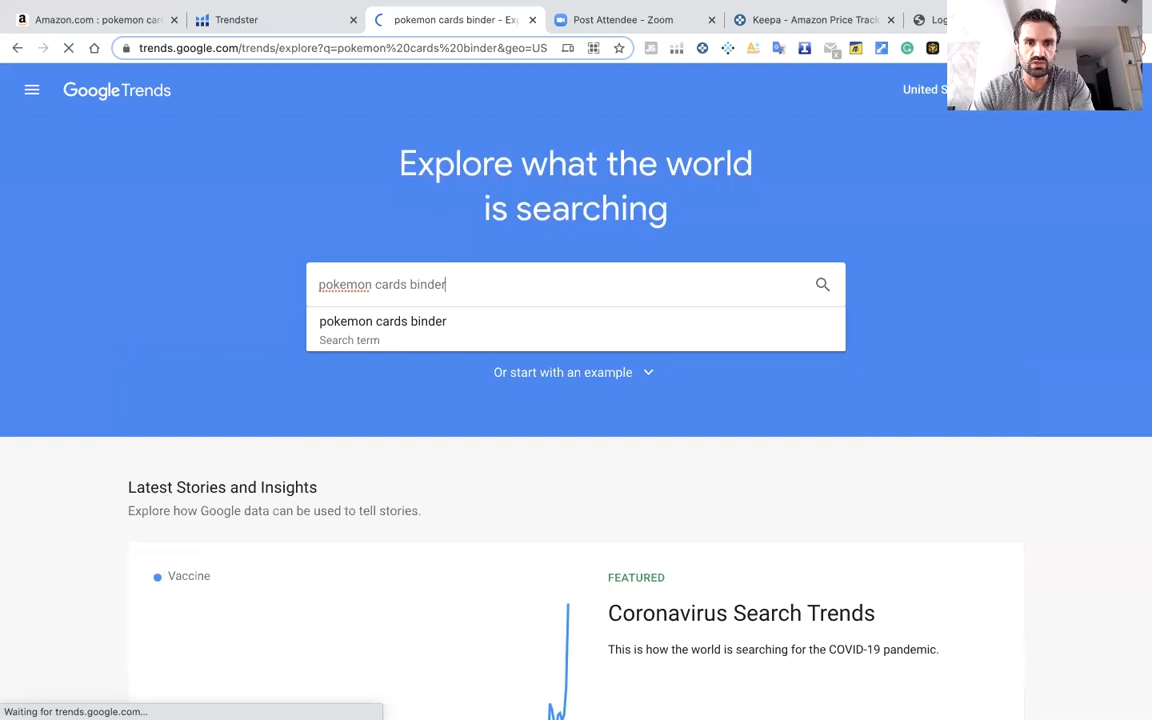 Amazon.com : pokemon car
Trendster
pokemon cards binder - Ex
Post Attendee - Zoom
Keepa - Amazon Price Track
Log
trends.google.com/trends/explore?q=pokemon%20cards%20binder&geo=US
Google Trends
United S
Explore what the world
is searching
pokemon cards binder
pokemon cards binder
Search term
Or start with an example
Latest Stories and Insights
Explore how Google data can be used to tell stories.
Vaccine
FEATURED
Coronavirus Search Trends
This is how the world is searching for the COVID-19 pandemic.
Waiting for trends.google.com...